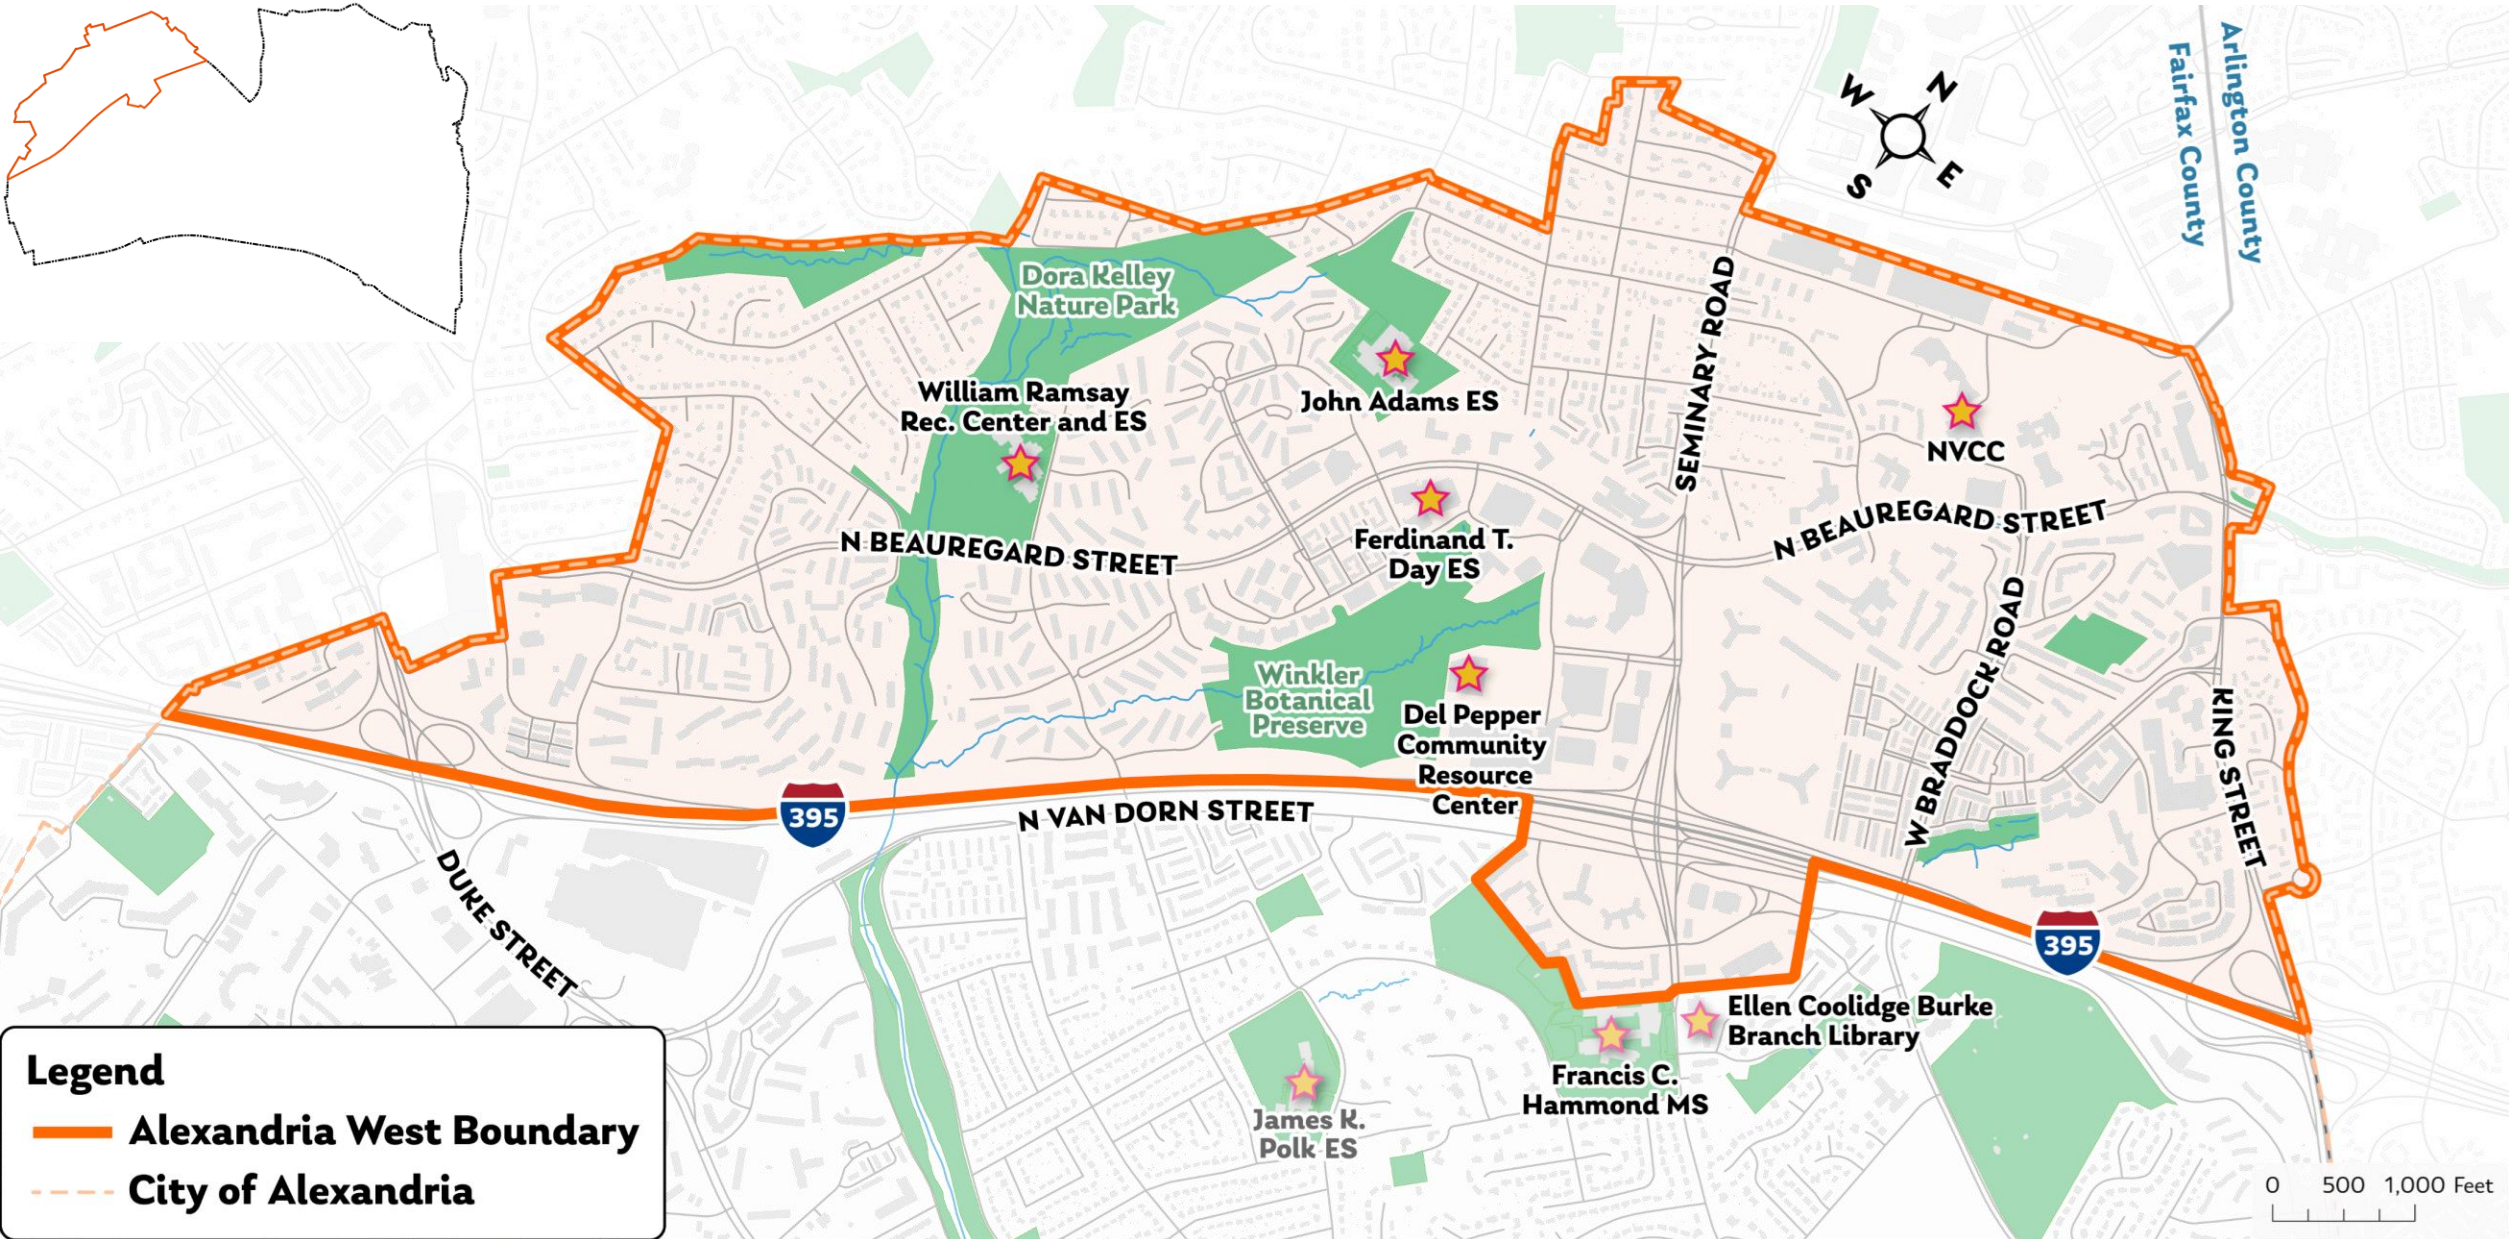 Arlington County
Fairfax County
N
W
E
S
Dora Kelley
Nature Park
William Ramsay
Rec. Center and ES
John Adams ES
SEMINARY ROAD
NVCC
N BEAUREGARD STREET
N BEAUREGARD STREET
Ferdinand T.
Day ES
W BRADDOCK ROAD
Winkler
Botanical
Preserve
Del Pepper
Community
Resource
Center
KING STREET
395
N VAN DORN STREET
DUKE STREET
395
Ellen Coolidge Burke
Branch Library
Francis C.
Hammond MS
James K.
Polk ES
Legend
Alexandria West Boundary
City of Alexandria
0 500 1,000 Feet